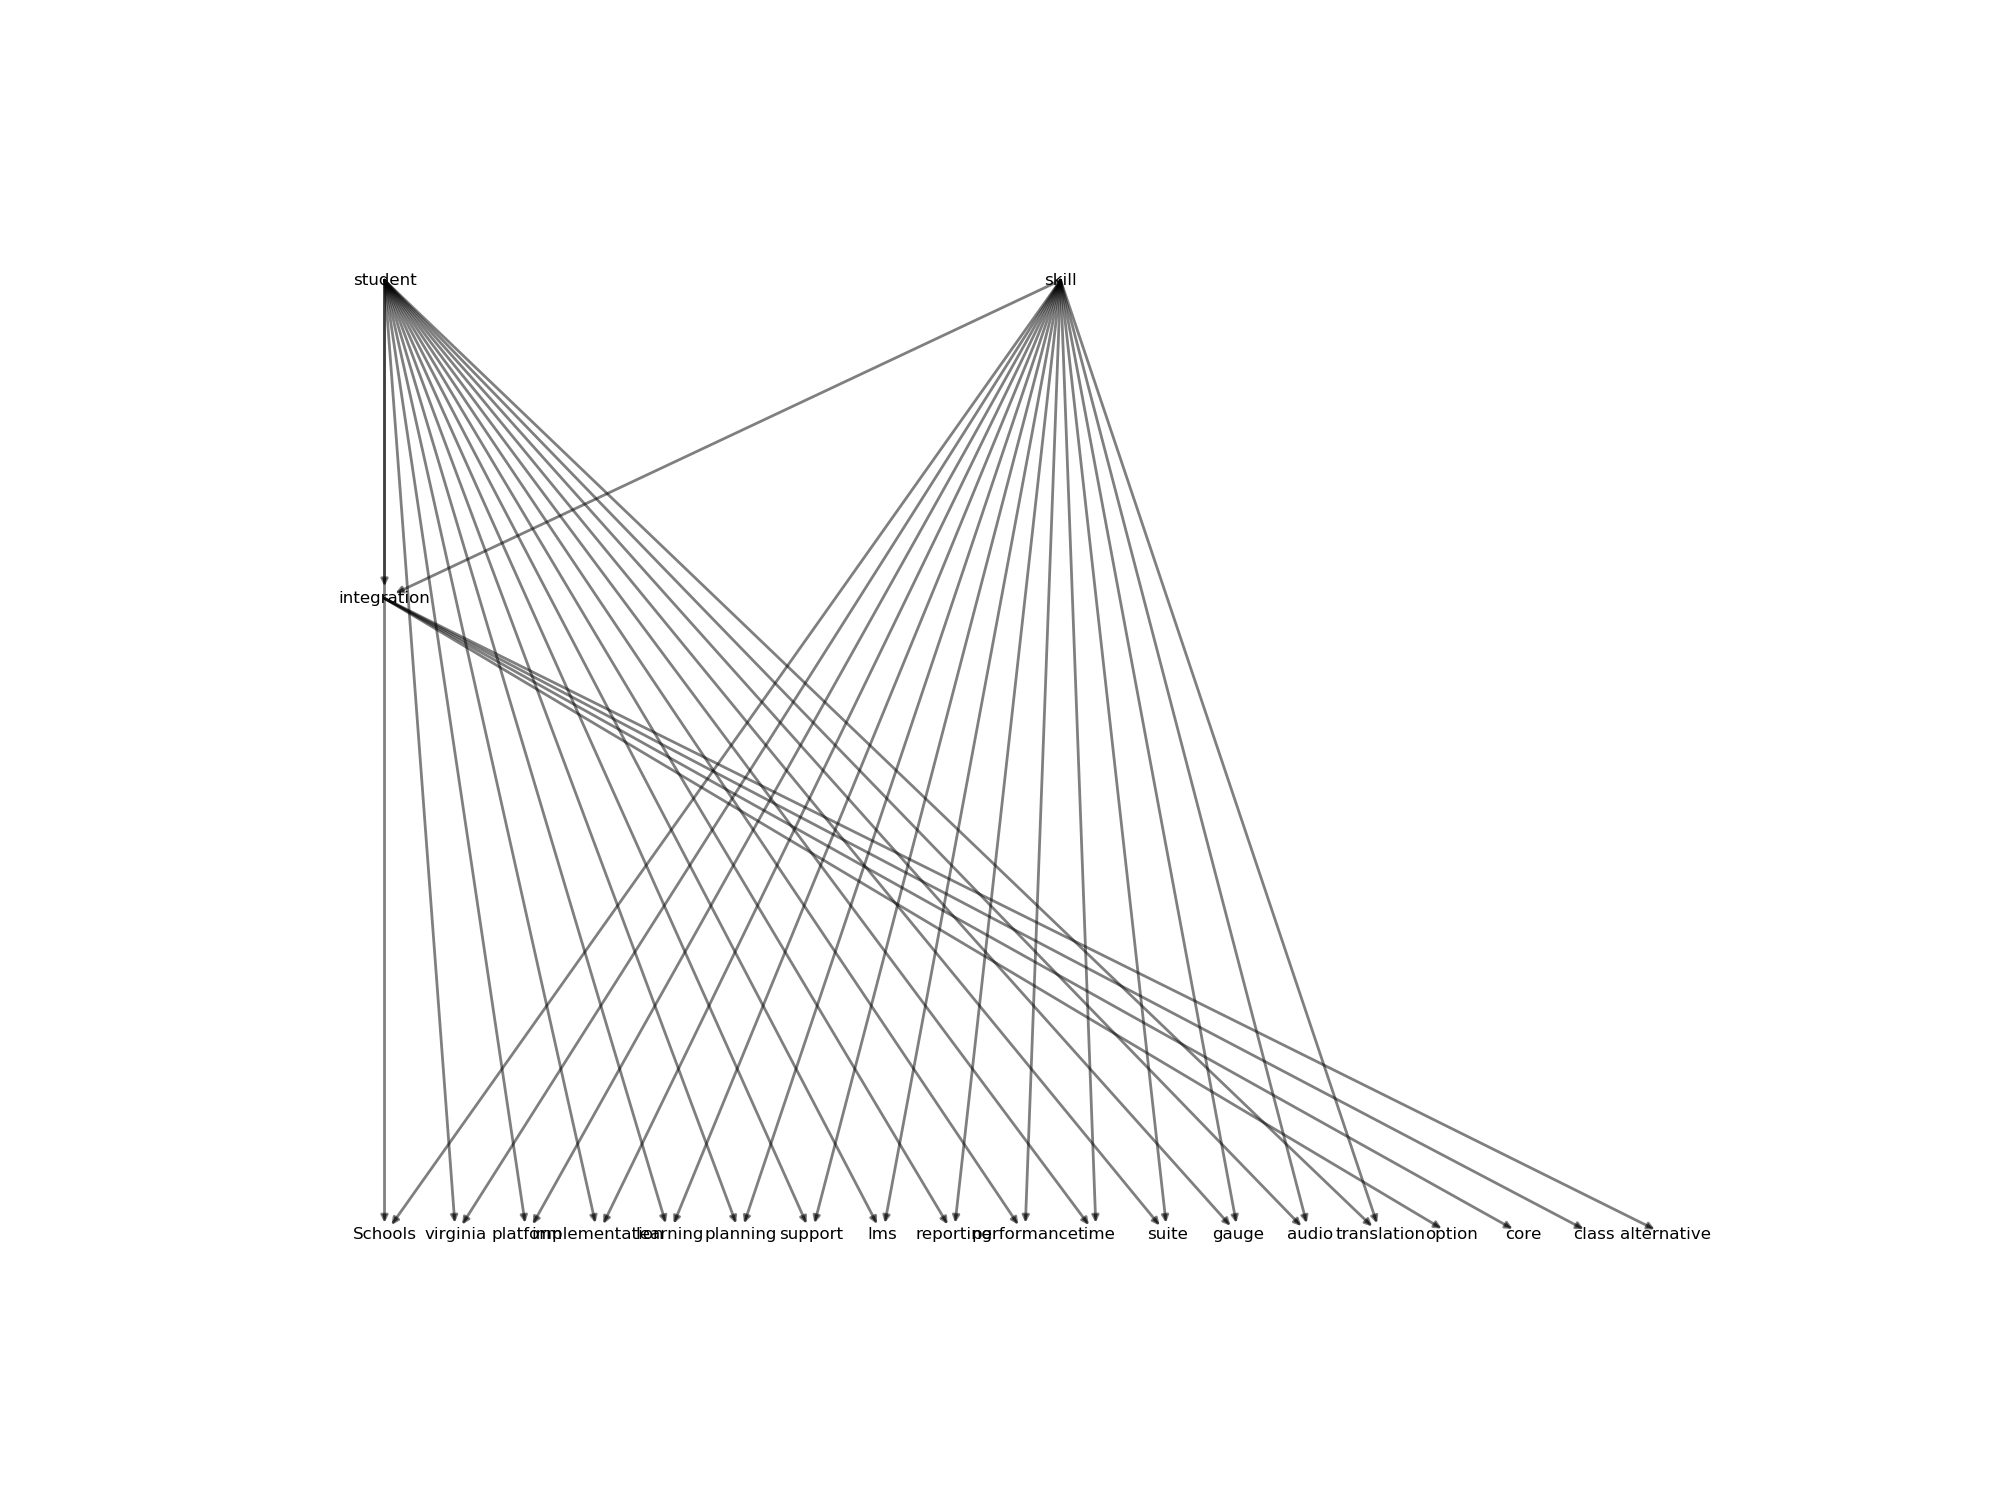 student skill
integration
Schools virginia platform implementation learning planning support lms reporting performance time suite gauge audio translation option core class alternative